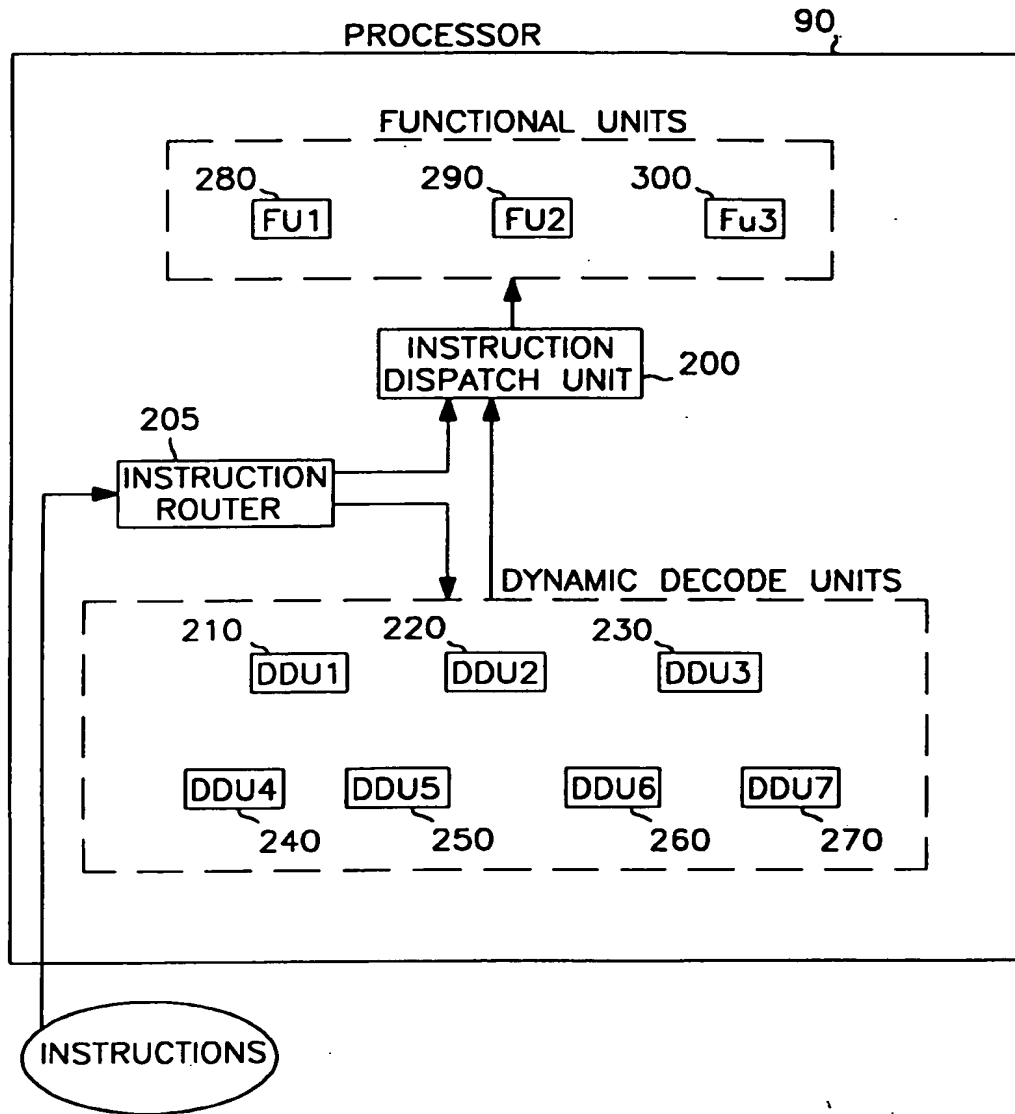 PROCESSOR
90
FUNCTIONAL UNITS
280
290
300
FU1
FU2
Fu3
INSTRUCTION
DISPATCH UNIT
200
205
INSTRUCTION
ROUTER
DYNAMIC DECODE UNITS
210
220
230
DDU1
DDU2
DDU3
DDU4
DDU5
DDU6
DDU7
240
250
260
270
INSTRUCTIONS